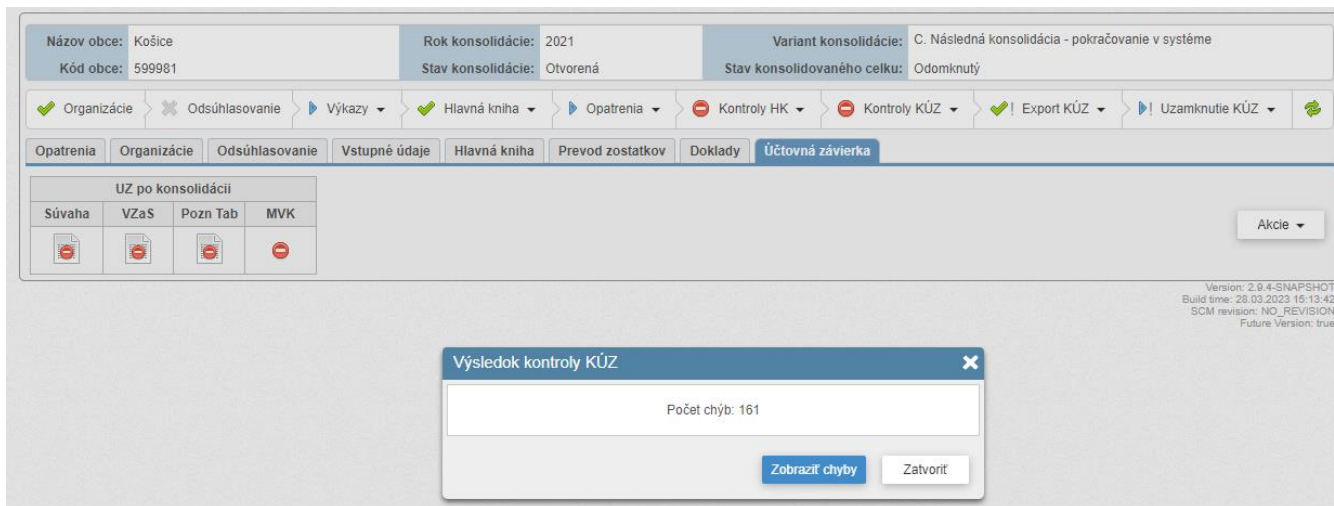 Názov obce: Košice Rok konsolidácie: 2021 Variant konsolidácie: C. Následná konsolidácia - pokračovanie v systéme
Kód obce: 599981 Stav konsolidácie: Otvorená Stav konsolidovaného celku: Odomknutý
Organizácie Odsúhlasovanie Výkazy Hlavná kniha Opatrenia Kontroly HK Kontroly KÚZ ! Export KÚZ ! Uzamknutie KÚZ
Opatrenia Organizácie Odsúhlasovanie Vstupné údaje Hlavná kniha Prevod zostatkov Doklady Účtovná závierka
UZ po konsolidácii
Súvaha VZaS Pozn Tab MVK
Akcie
Version: 2.9.4-SNAPSHOT
Build time: 28.03.2023 15:13:42
SCM revision: NO_REVISION
Future Version: true
Výsledok kontroly KÚZ
Počet chýb: 161
Zobraziť chyby Zatvoriť